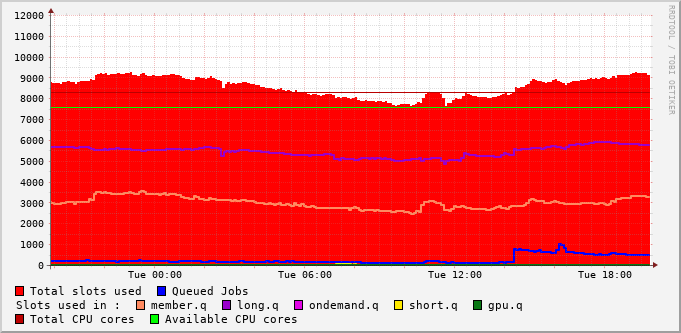 12000
11000
10000
9000
8000
7000
6000
5000
4000
3000
2000
1000
0
Tue 00:00 Tue 06:00 Tue 12:00 Tue 18:00
RRDTOOL / TOBI OETIKER
Total slots used Queued Jobs
Slots used in : member.q long.q ondemand.q short.q gpu.q
Total CPU cores Available CPU cores